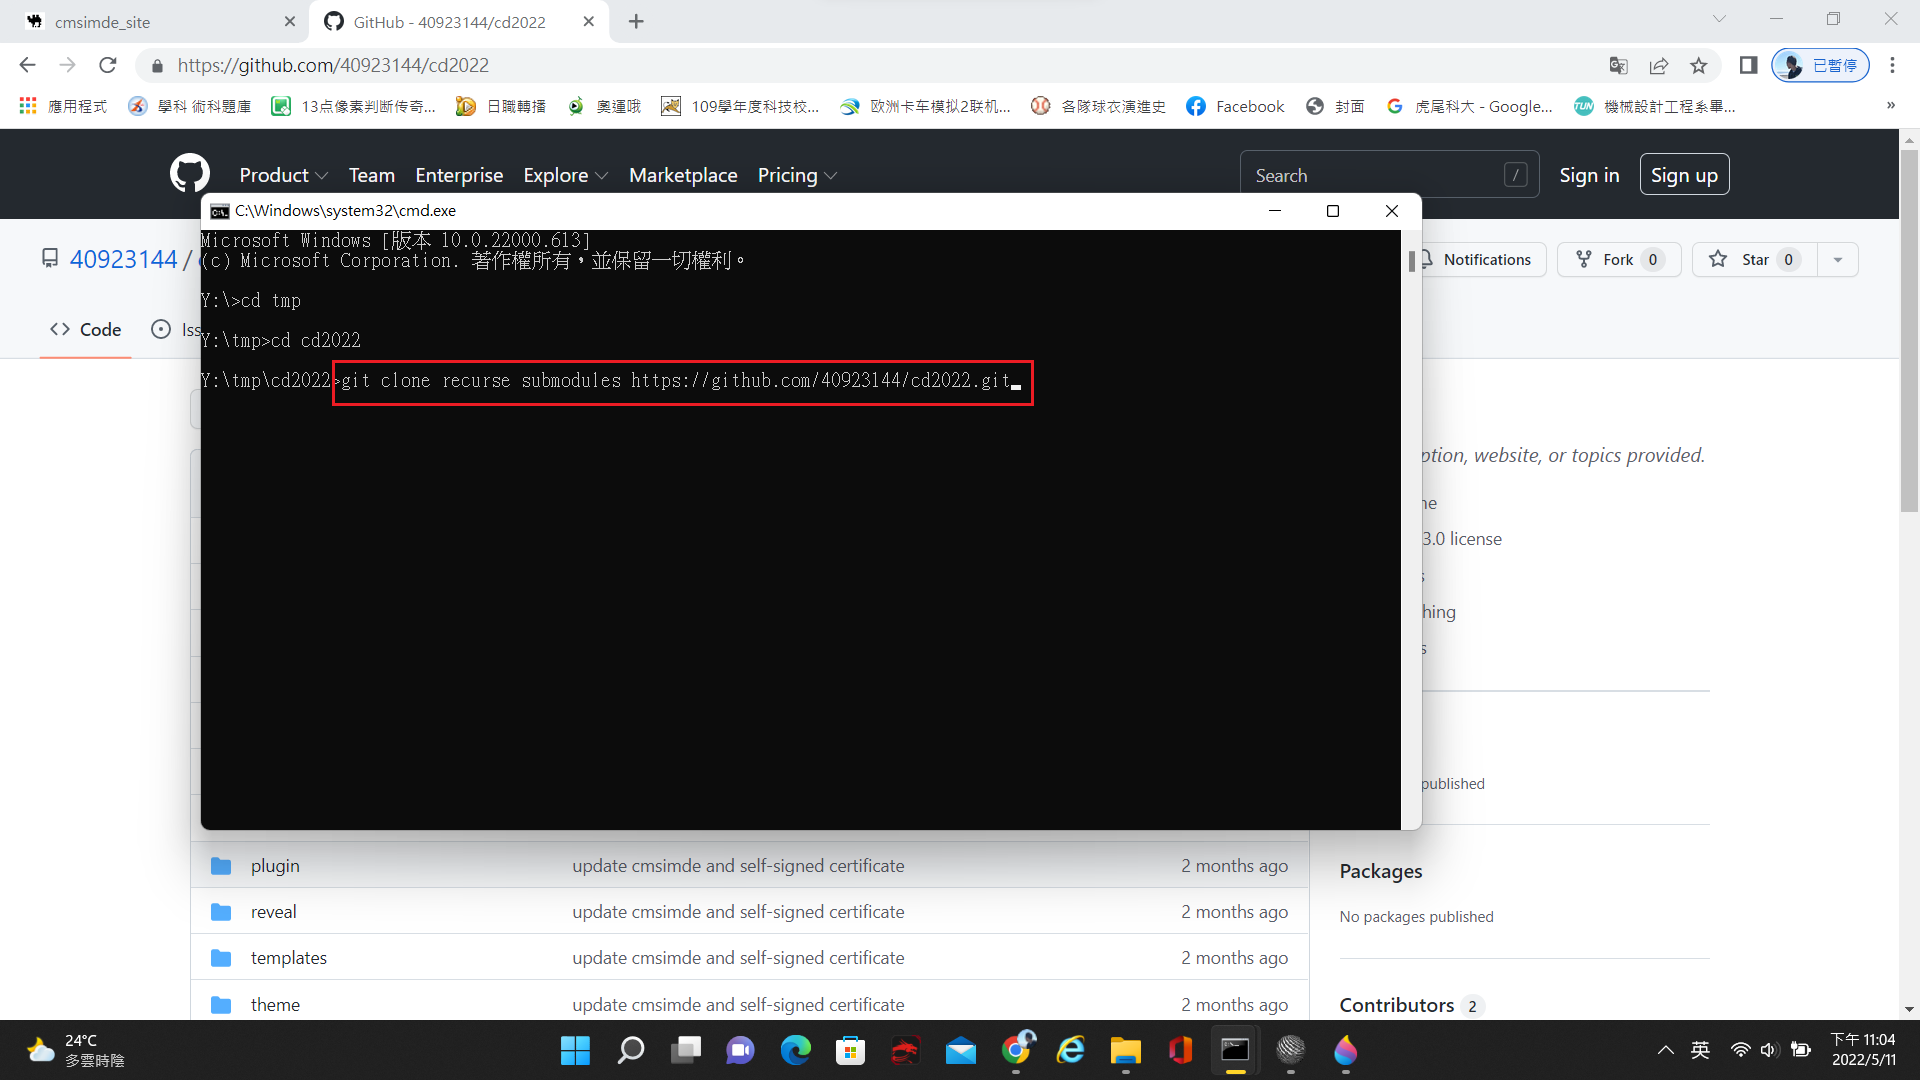 cmsimde_site
GitHub - 40923144/cd2022
https://github.com/40923144/cd2022
已暫停
應用程式
學科 術科題庫
13点像素判断传奇...
日職轉播
奧運哦
109學年度科技校...
欧洲卡车模拟2联机...
各隊球衣演進史
Facebook
封面
虎尾科大 - Google...
TUN
機械設計工程系畢...
»
Product
Team
Enterprise
Explore
Marketplace
Pricing
Search
/
Sign in
Sign up
C:\Windows\system32\cmd.exe
40923144 /
Notifications
Fork 0
Star 0
Code
Iss
Microsoft Windows [版本 10.0.22000.613]
(c) Microsoft Corporation. 著作權所有，並保留一切權利。
Y:\>cd tmp
Y:\tmp>cd cd2022
Y:\tmp\cd2022>git clone recurse submodules https://github.com/40923144/cd2022.git
ption, website, or topics provided.
ne
3.0 license
s
hing
s
published
plugin update cmsimde and self-signed certificate 2 months ago
reveal update cmsimde and self-signed certificate 2 months ago
templates update cmsimde and self-signed certificate 2 months ago
theme update cmsimde and self-signed certificate 2 months ago
Packages
No packages published
Contributors 2
24°C
多雲時陰
英
下午 11:04
2022/5/11